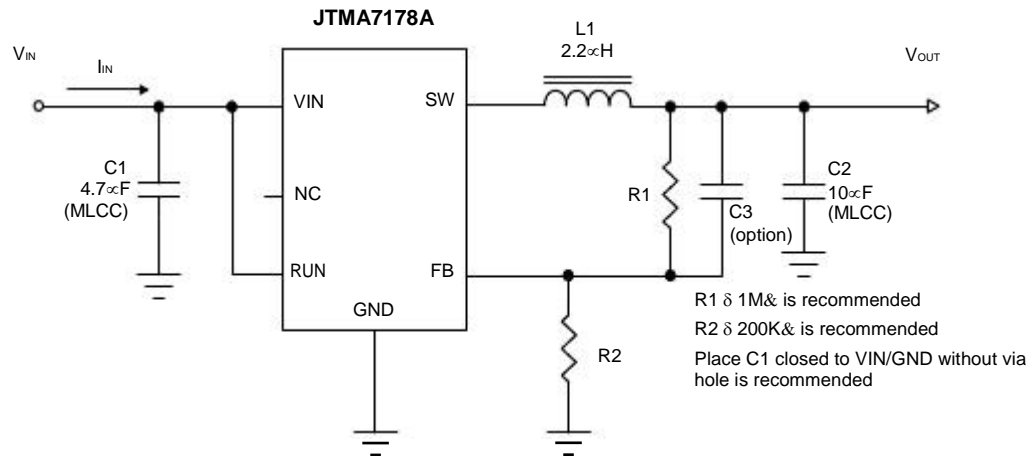 JTMA7178A
L1
2.2∝H
VIN
IIN
VOUT
VIN
SW
C1
4.7∝F
(MLCC)
NC
R1
C3
(option)
C2
10∝F
(MLCC)
RUN
FB
GND
R2
R1 δ 1M& is recommended
R2 δ 200K& is recommended
Place C1 closed to VIN/GND without via
hole is recommended